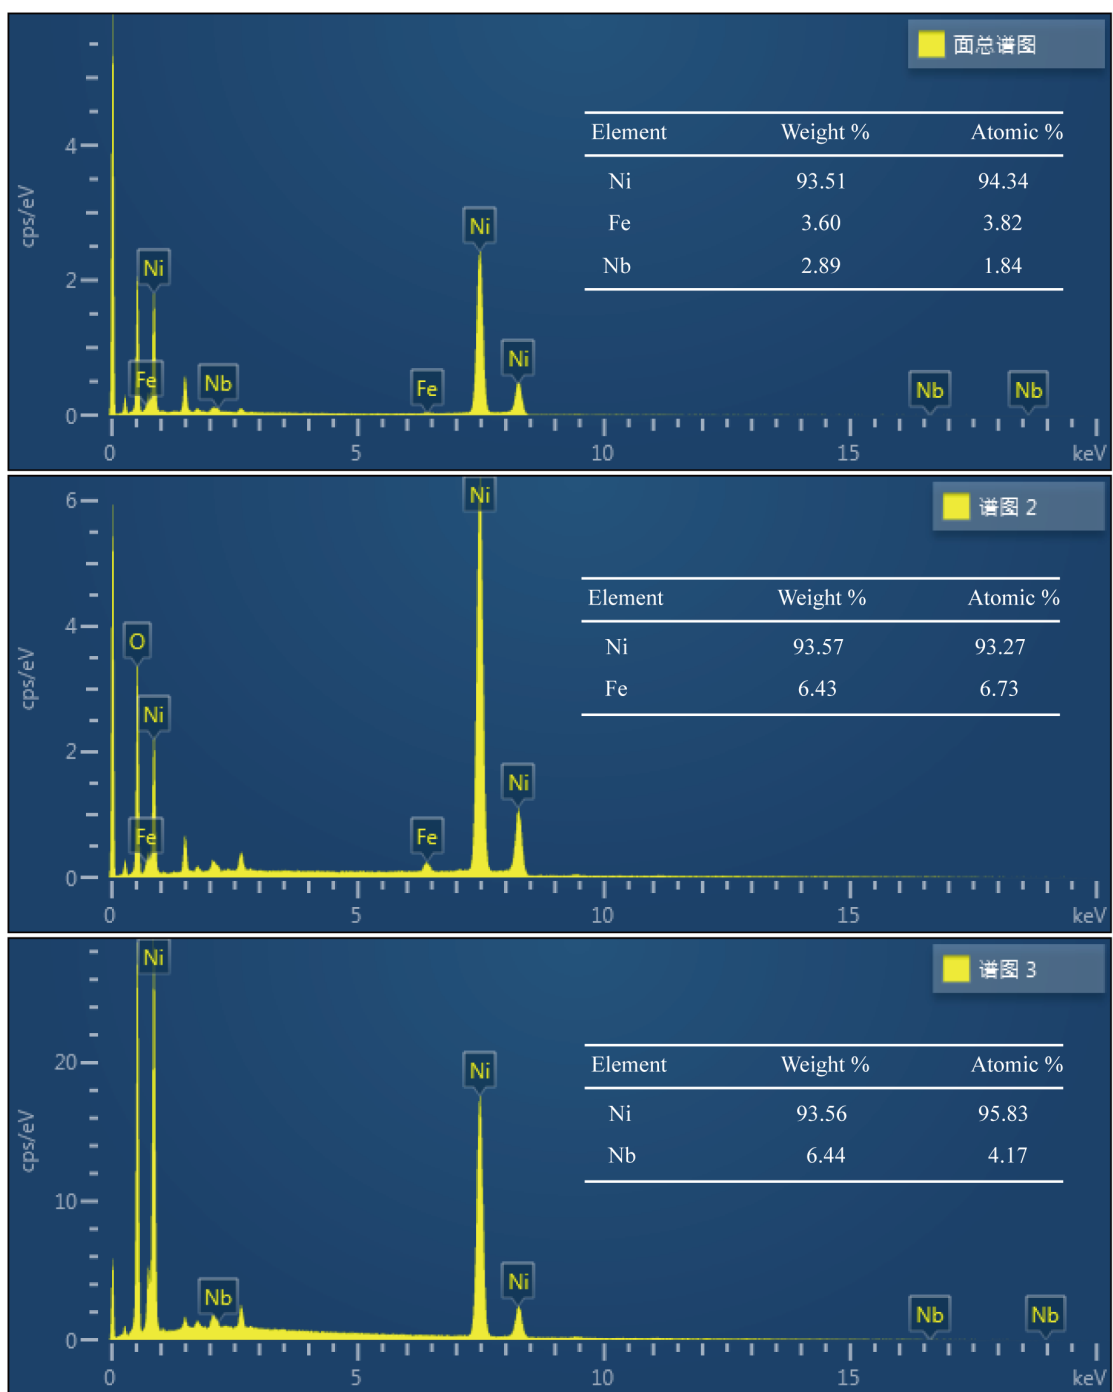 面总谱图
cps/eV
4
2
0
Ni
Fe
Nb
Fe
Ni
Ni
Nb
Nb
0 5 10 15 keV
Element Weight % Atomic %
Ni 93.51 94.34
Fe 3.60 3.82
Nb 2.89 1.84
谱图 2
cps/eV
6
4
2
0
O
Ni
Fe
Fe
Ni
Ni
0 5 10 15 keV
Element Weight % Atomic %
Ni 93.57 93.27
Fe 6.43 6.73
谱图 3
cps/eV
20
10
0
Ni
Nb
Ni
Ni
Nb
Nb
0 5 10 15 keV
Element Weight % Atomic %
Ni 93.56 95.83
Nb 6.44 4.17